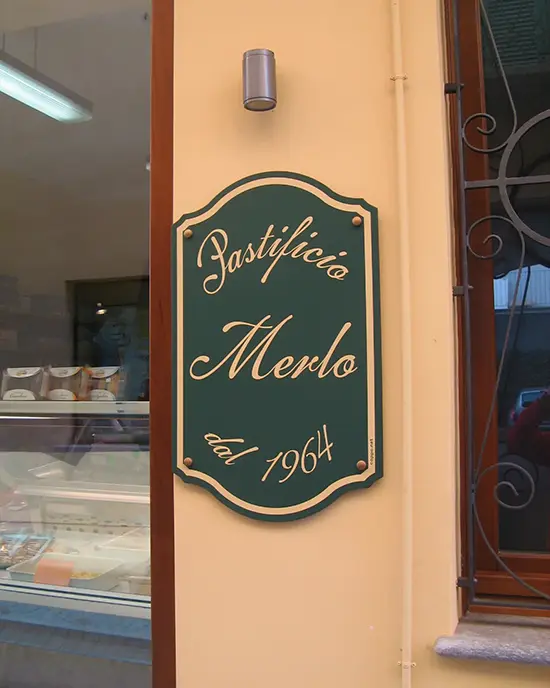 Pastificio
Merlo
dal 1964